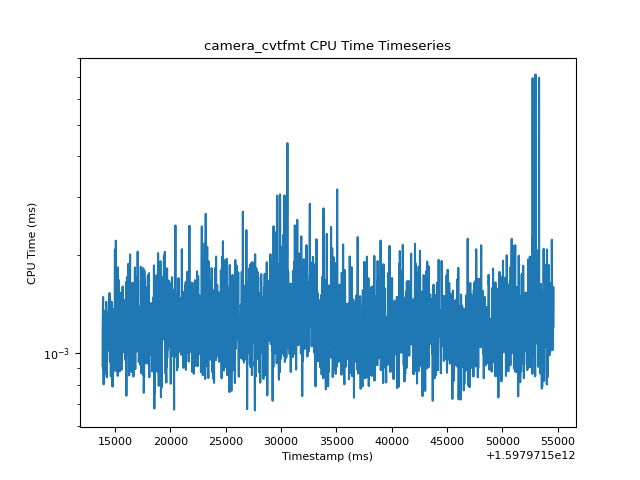 camera_cvtfmt CPU Time Timeseries
CPU Time (ms)
10⁻³
15000 20000 25000 30000 35000 40000 45000 50000 55000
Timestamp (ms)
+1.5979715e12